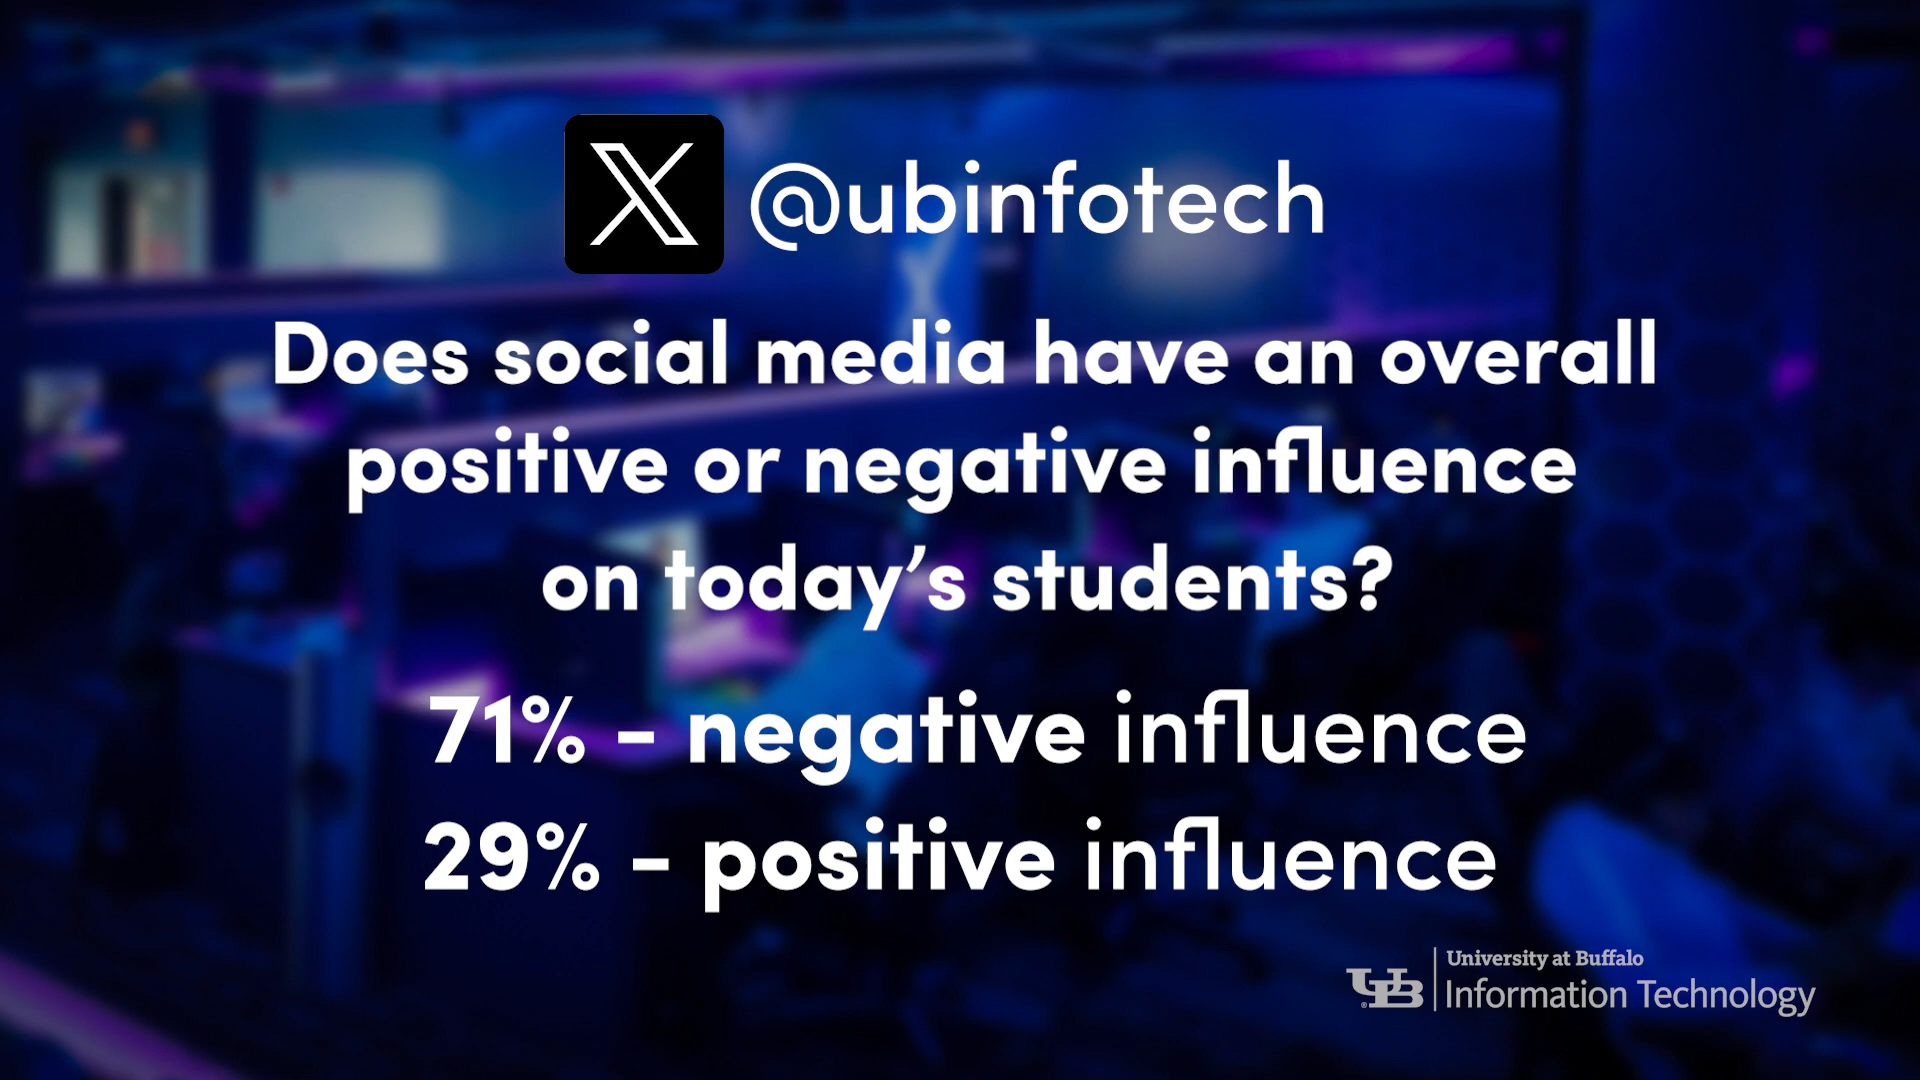 X @ubinfotech
Does social media have an overall
positive or negative influence
on today’s students?
71% - negative influence
29% - positive influence
University at Buffalo
UB Information Technology